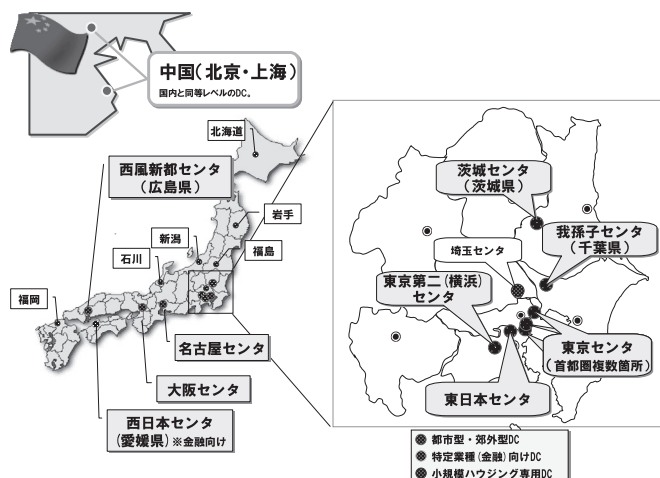 中国(北京・上海)
国内と同等レベルのDC。
北海道
西風新都センタ
(広島県)
岩手
新潟
福島
石川
福岡
名古屋センタ
大阪センタ
西日本センタ
(愛媛県)※金融向け
茨城センタ
(茨城県)
我孫子センタ
(千葉県)
埼玉センタ
東京第二(横浜)
センタ
東京センタ
(首都圏複数箇所)
東日本センタ
都市型・郊外型DC
特定業種(金融)向けDC
小規模ハウジング専用DC